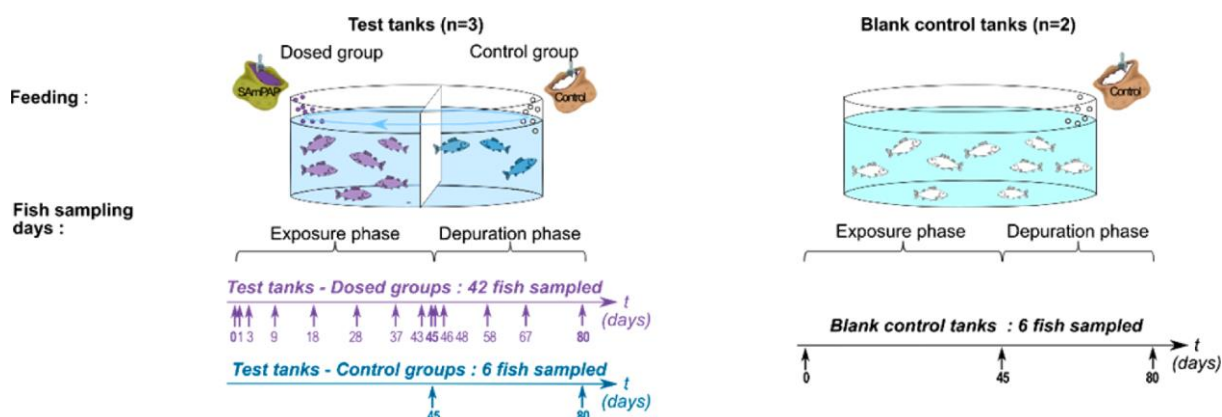 Test tanks (n=3)
Blank control tanks (n=2)
Dosed group
Control group
Feeding :
SAmPAP
Control
Control
Fish sampling
days :
Exposure phase
Depuration phase
Exposure phase
Depuration phase
Test tanks - Dosed groups : 42 fish sampled
t
(days)
0 1 3 9 18 28 37 43 45 46 48 58 67 80
Blank control tanks : 6 fish sampled
t
(days)
0 45 80
Test tanks - Control groups : 6 fish sampled
t
(days)
45 80